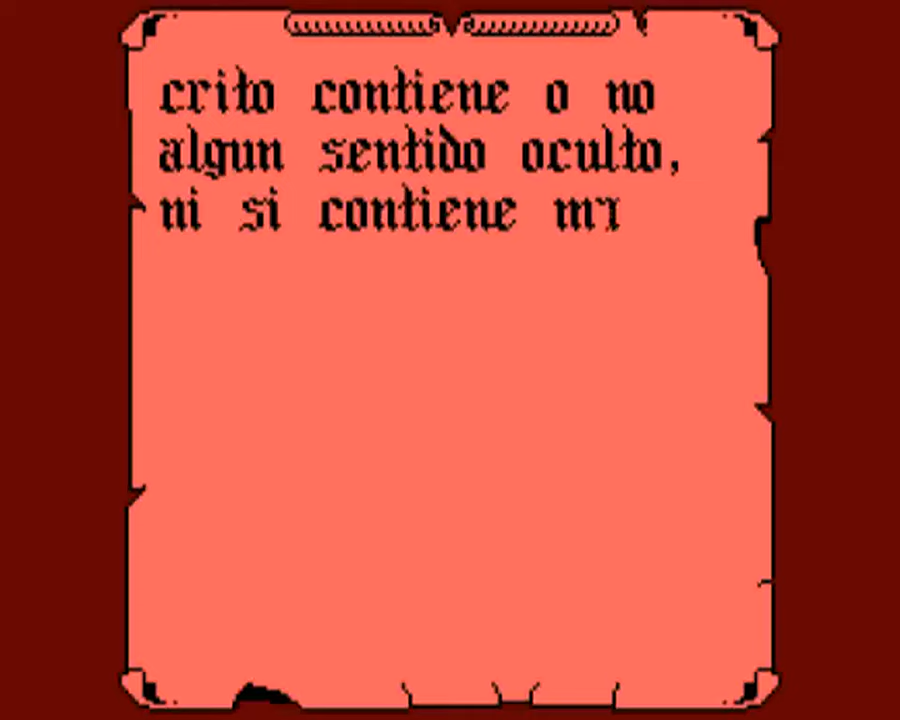 crito contiene o no
algun sentido oculto,
ni si contiene m